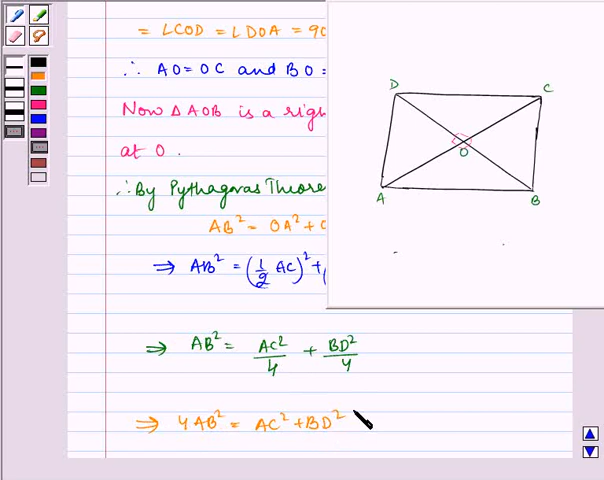 = ∠COD = ∠DOA = 90
∴ AO = OC and BO =
Now △AOB is a rig
at O.
∴ By Pythagoras Theore
AB² = OA² +
⇒ AB² = (1/2 AC)² + (
⇒ AB² = AC²/4 + BD²/4
⇒ 4AB² = AC² + BD²
D C
O
A B